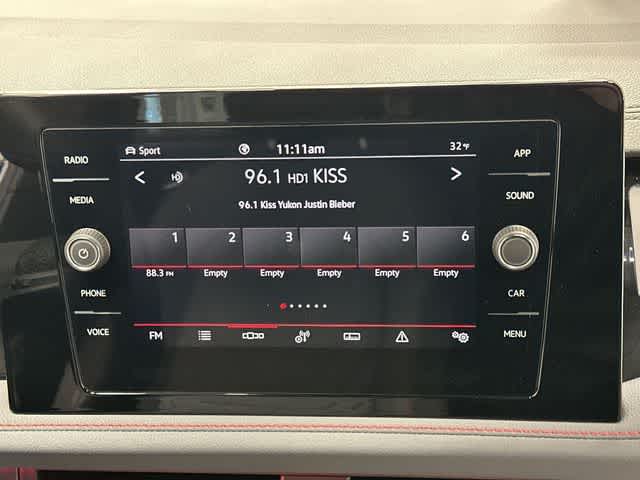 RADIO
MEDIA
PHONE
VOICE
Sport 11:11am 32°F
96.1 HD1 KISS
96.1 Kiss Yukon Justin Bieber
1 2 3 4 5 6
88.3 FM Empty Empty Empty Empty Empty
FM
APP
SOUND
CAR
MENU